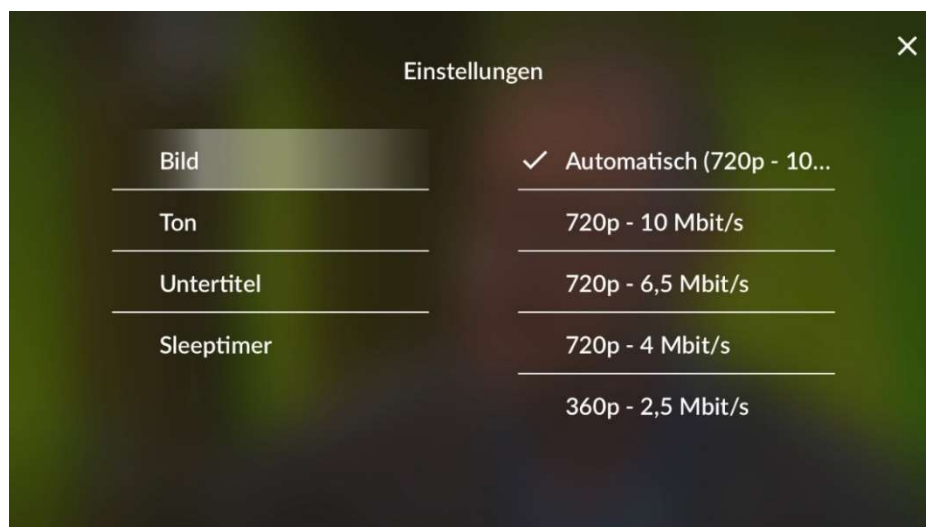 Einstellungen
Bild
Ton
Untertitel
Sleeptimer
Automatisch (720p - 10...
720p - 10 Mbit/s
720p - 6,5 Mbit/s
720p - 4 Mbit/s
360p - 2,5 Mbit/s